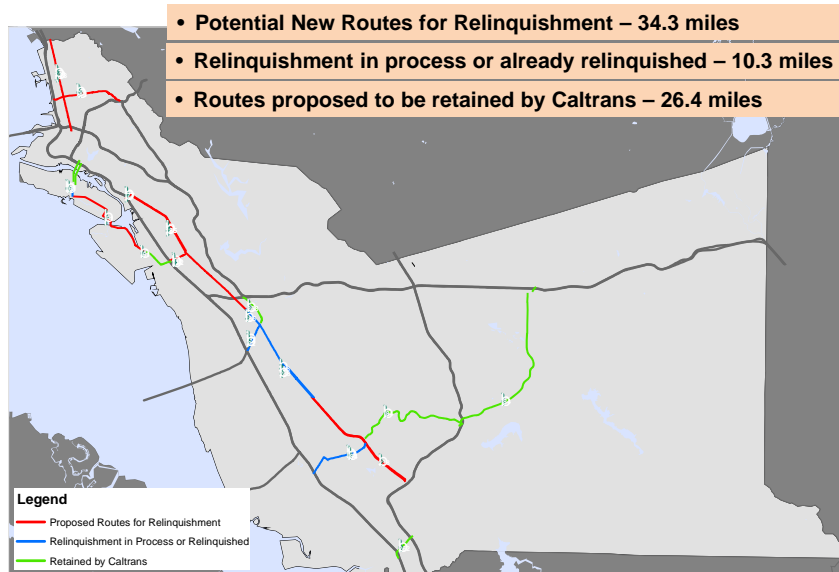 • Potential New Routes for Relinquishment – 34.3 miles
• Relinquishment in process or already relinquished – 10.3 miles
• Routes proposed to be retained by Caltrans – 26.4 miles
Legend
Proposed Routes for Relinquishment
Relinquishment in Process or Relinquished
Retained by Caltrans